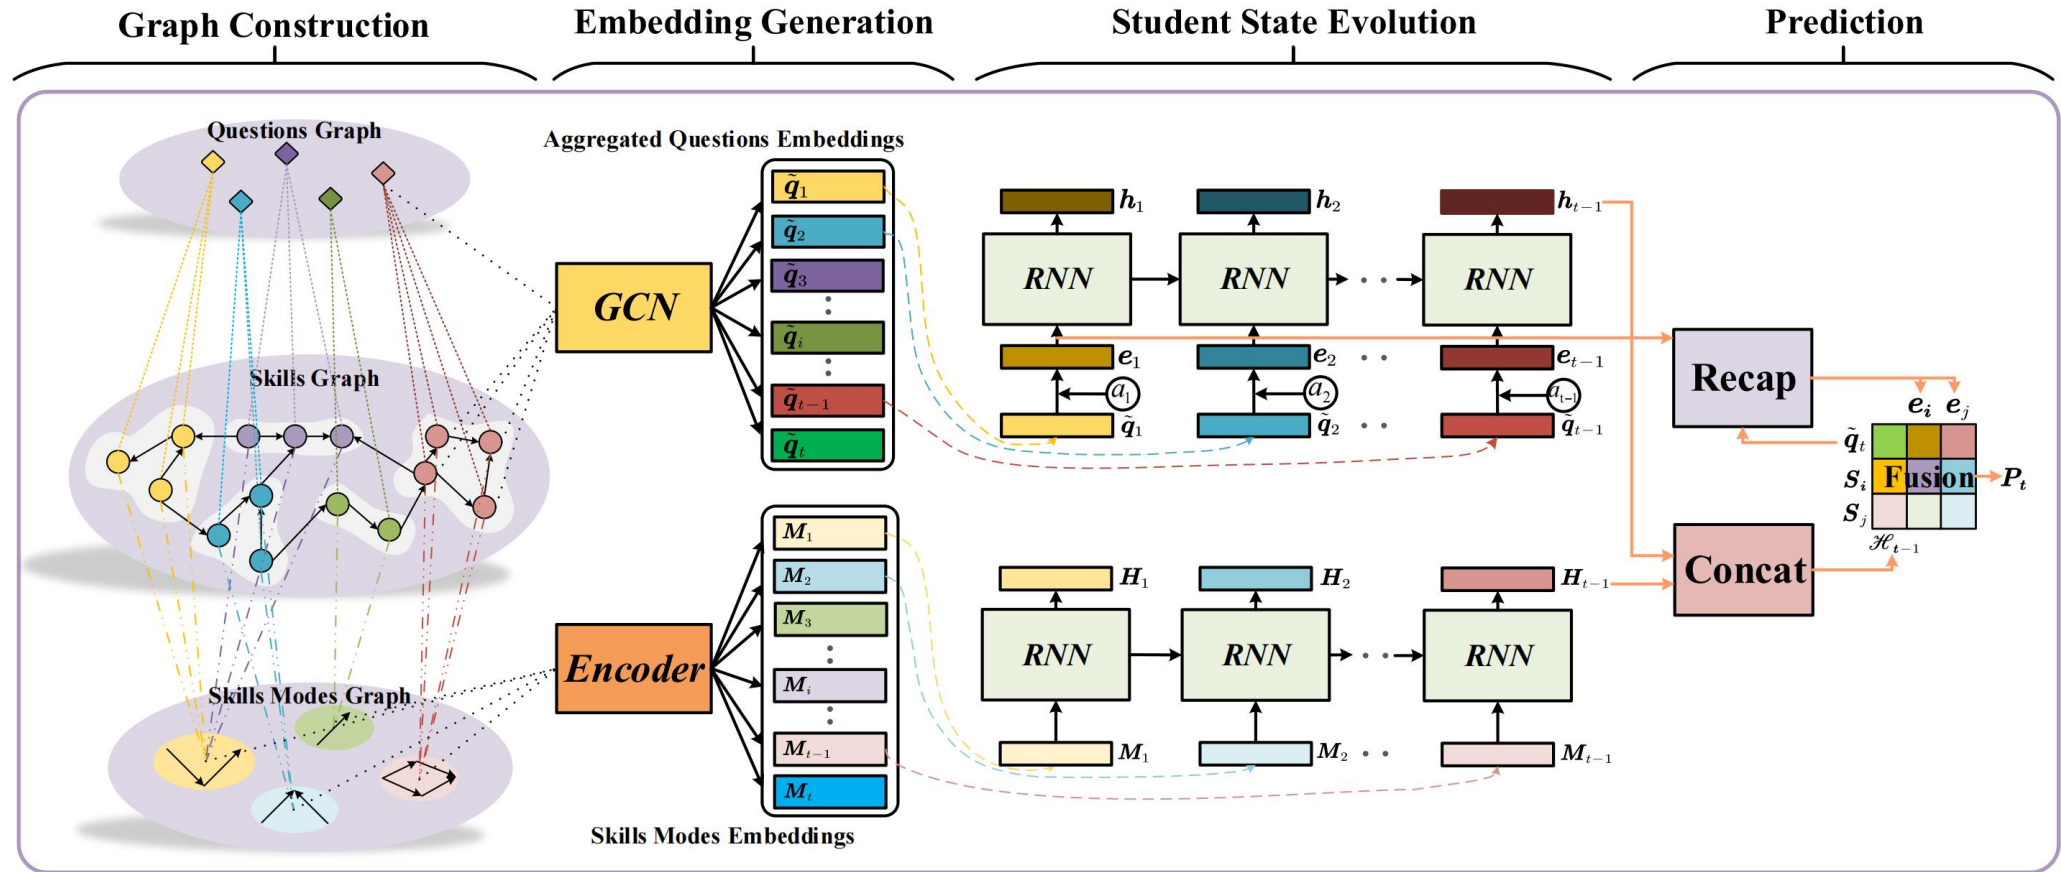 Graph Construction
Embedding Generation
Student State Evolution
Prediction
Questions Graph
Skills Graph
Skills Modes Graph
GCN
Encoder
Aggregated Questions Embeddings
q̃₁
q̃₂
q̃₃
q̃ᵢ
q̃ₜ₋₁
q̃ₜ
M₁
M₂
M₃
Mᵢ
Mₜ₋₁
Mₜ
Skills Modes Embeddings
h₁
h₂
hₜ₋₁
RNN
RNN
RNN
e₁
e₂
eₜ₋₁
a₁
a₂
aₜ₋₁
q̃₁
q̃₂
q̃ₜ₋₁
H₁
H₂
Hₜ₋₁
RNN
RNN
RNN
M₁
M₂
Mₜ₋₁
Recap
Concat
eᵢ eⱼ
q̃ₜ
Sᵢ
Fusion
Pₜ
Sⱼ
ℋₜ₋₁